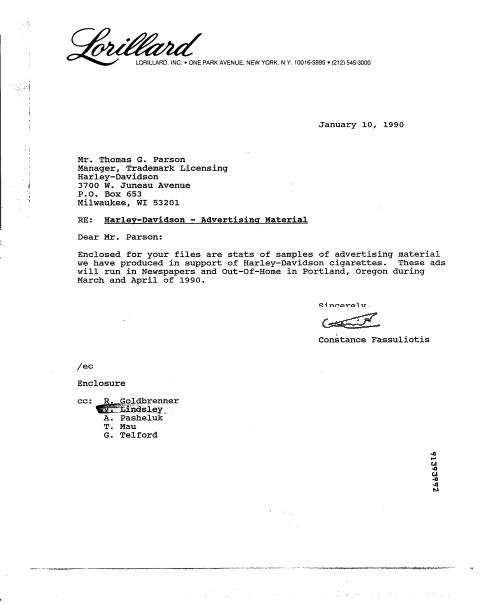 Lorillard
LORILLARD, INC. • ONE PARK AVENUE, NEW YORK, N.Y. 10016-5895 • (212) 545-3000
January 10, 1990
Mr. Thomas G. Parson
Manager, Trademark Licensing
Harley-Davidson
3700 W. Juneau Avenue
P.O. Box 653
Milwaukee, WI 53201
RE: Harley-Davidson - Advertising Material
Dear Mr. Parson:
Enclosed for your files are stats of samples of advertising material
we have produced in support of Harley-Davidson cigarettes. These ads
will run in Newspapers and Out-Of-Home in Portland, Oregon during
March and April of 1990.
Sincerely,
Constance Fassuliotis
/ec
Enclosure
cc: R. Goldbrenner
V. Lindsley
A. Pasheluk
T. Mau
G. Telford
91393992